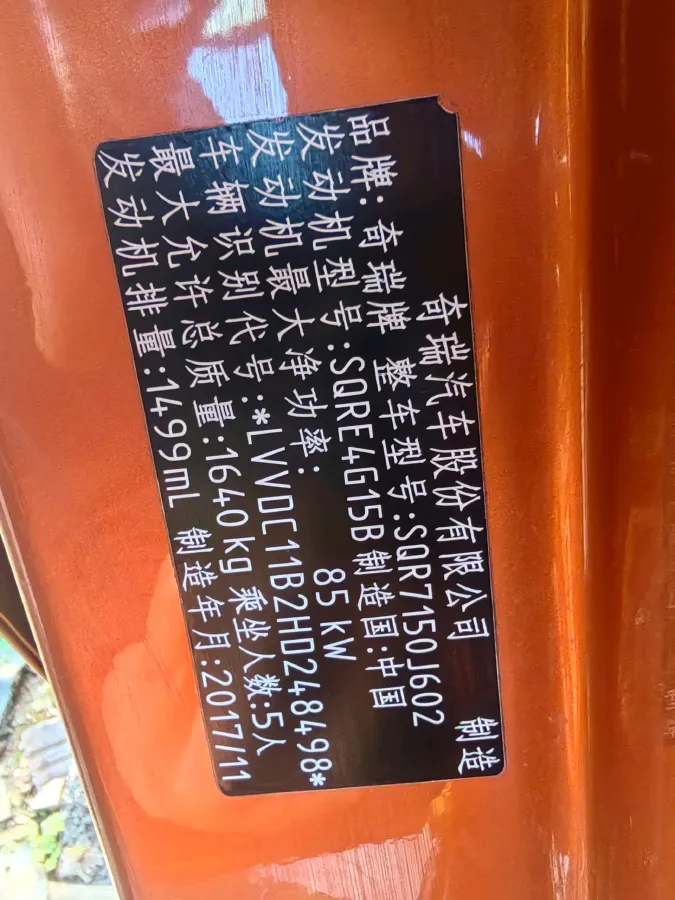 奇瑞汽车股份有限公司 制造
品牌:奇瑞牌 整车型号:SQR7150J602
发动机型号:SQRE4G15B 制造国:中国
发动机最大净功率: 85 kW
车辆识别代号:*LVVDC11B2HD248498*
最大允许总质量:1640kg 乘坐人数:5人
发动机排量:1499mL 制造年月:2017/11